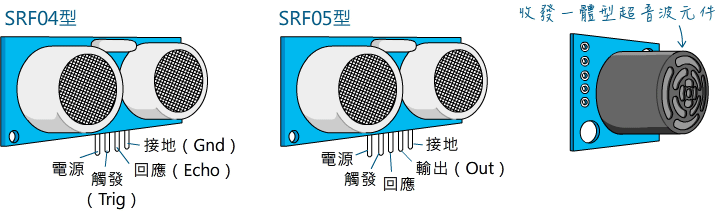 SRF04型
電源
觸發
(Trig)
回應(Echo)
接地(Gnd)
SRF05型
電源
觸發
回應
輸出(Out)
接地
收發一體型超音波元件